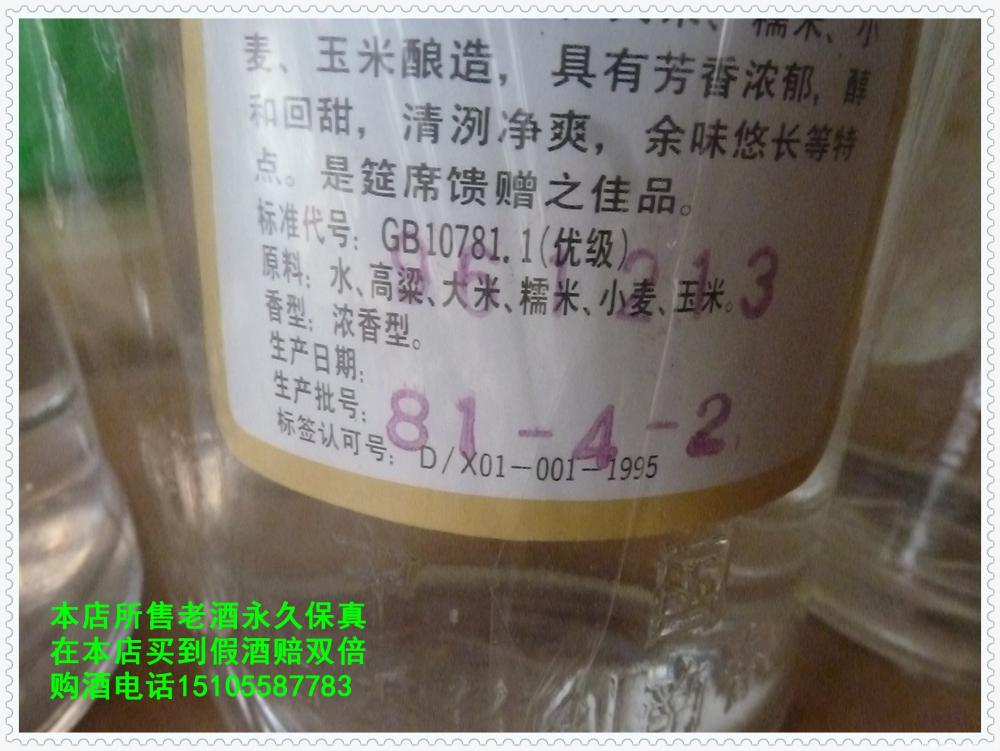 糯米、小
麦、玉米酿造，具有芳香浓郁，醇
和回甜，清洌净爽，余味悠长等特
点。是筵席馈赠之佳品。
标准代号：GB10781.1(优级)
961213
原料：水、高粱、大米、糯米、小麦、玉米。
香型：浓香型。
生产日期：
生产批号：81-4-2
标签认可号：D/X01-001-1995
本店所售老酒永久保真
在本店买到假酒赔双倍
购酒电话15105587783